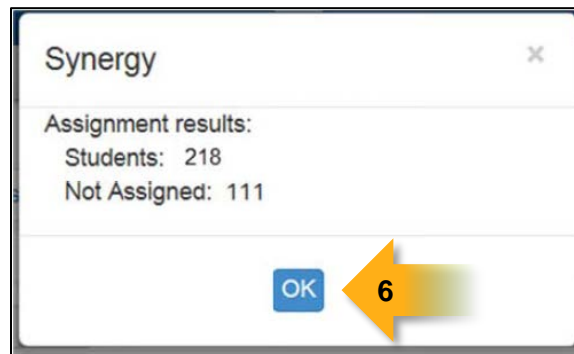 Synergy ×
Assignment results:
Students: 218
Not Assigned: 111
OK 6